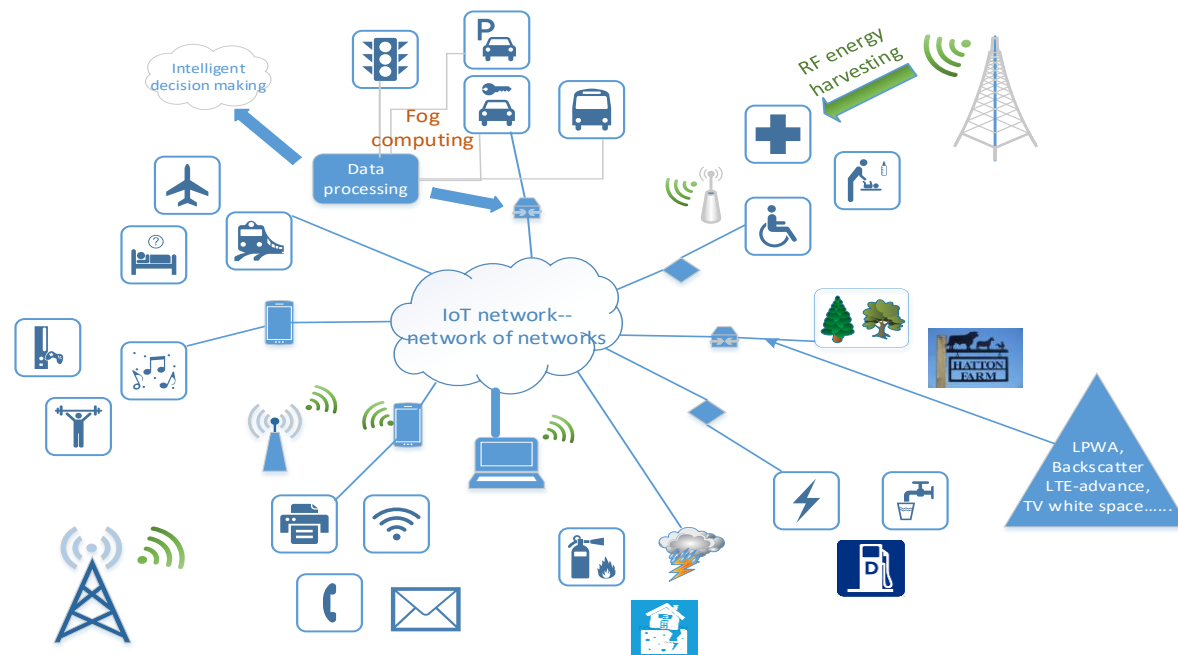 P
Intelligent
decision making
Fog
computing
Data
processing
RF energy
harvesting
?
IoT network--
network of networks
HATTON
FARM
LPWA,
Backscatter
LTE-advance,
TV white space......
D